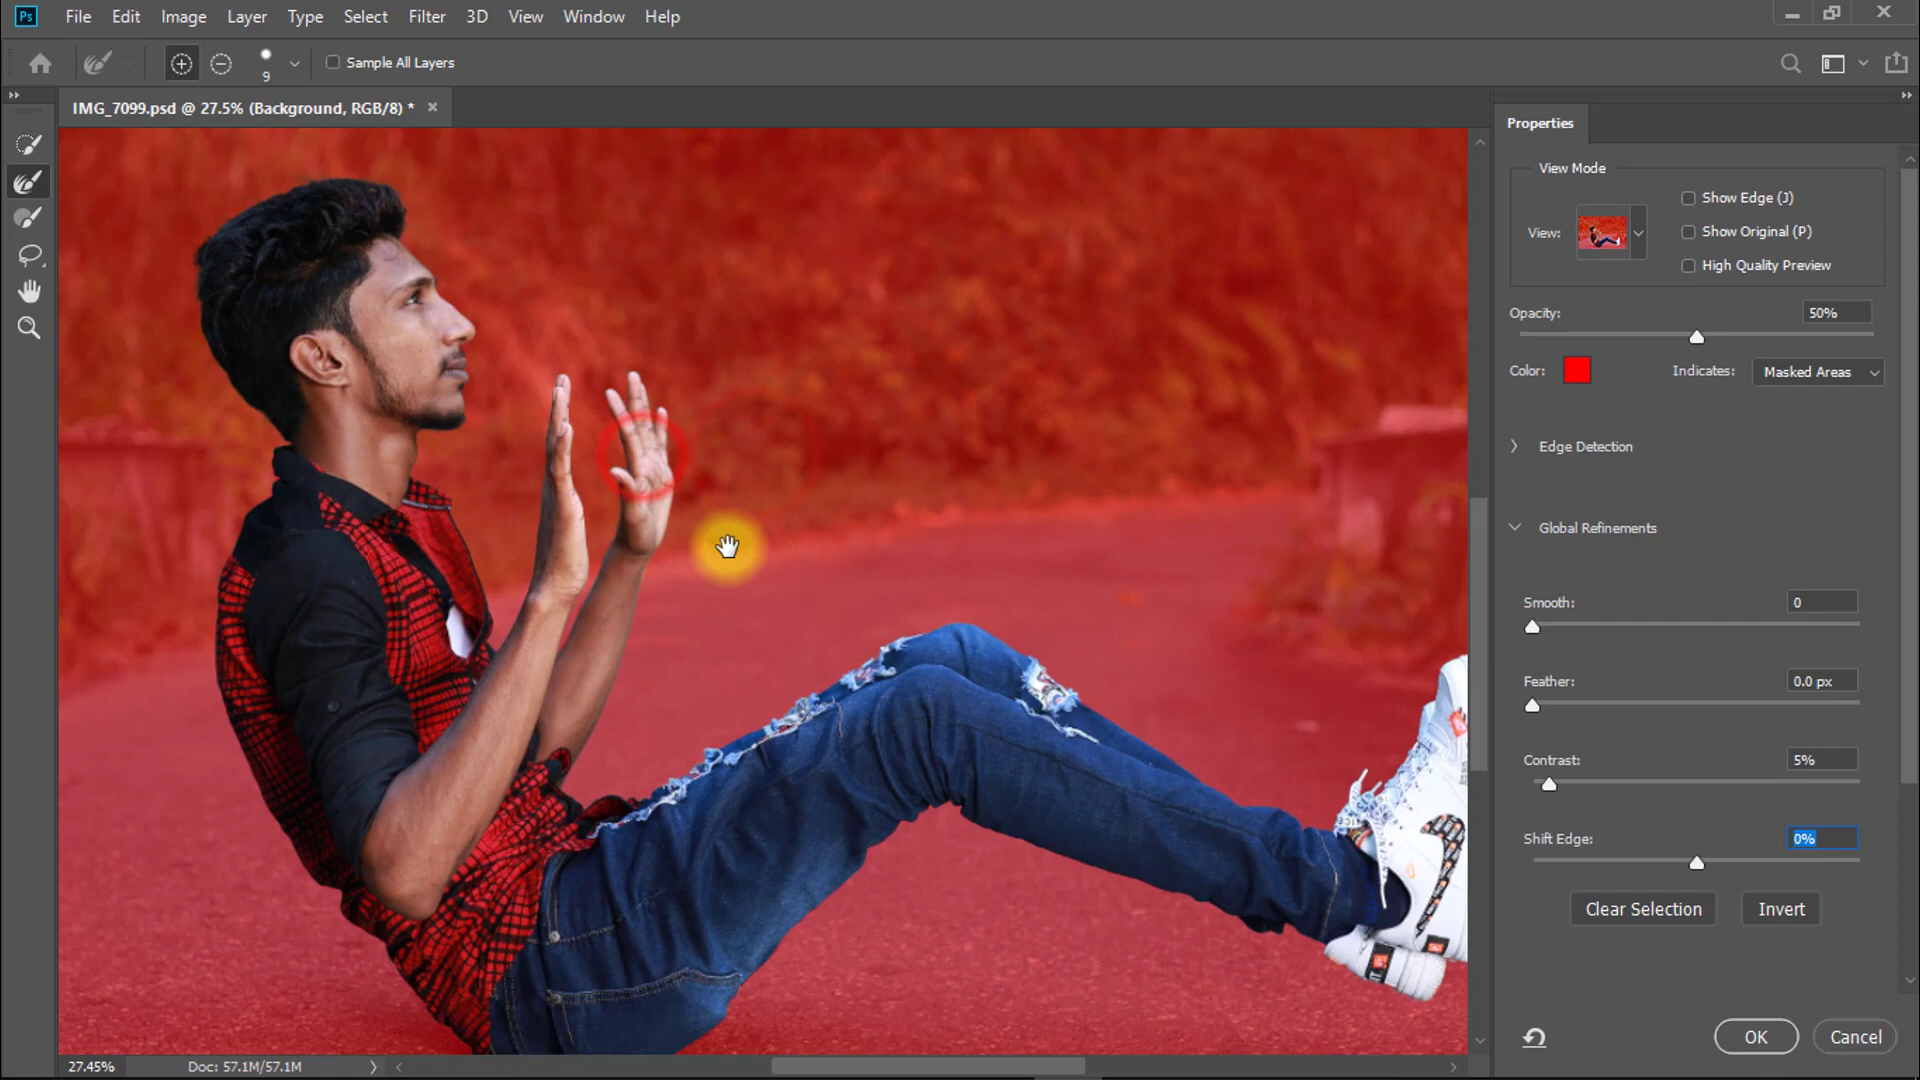 Ps File Edit Image Layer Type Select Filter 3D View Window Help
9 Sample All Layers
IMG_7099.psd @ 27.5% (Background, RGB/8) *
Properties
View Mode
Show Edge (J)
View: Show Original (P)
High Quality Preview
Opacity: 50%
Color: Indicates: Masked Areas
Edge Detection
Global Refinements
Smooth: 0
Feather: 0.0 px
Contrast: 5%
Shift Edge: 0%
Clear Selection Invert
OK Cancel
27.45% Doc: 57.1M/57.1M